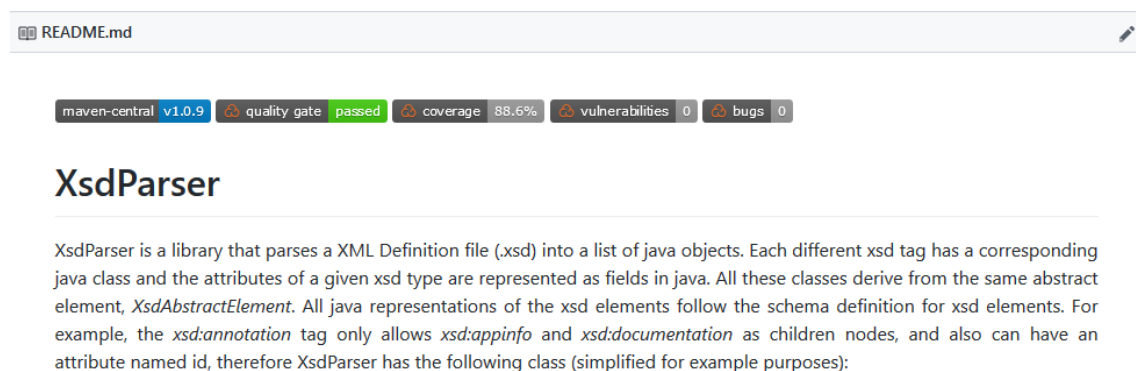 README.md
maven-central v1.0.9 quality gate passed coverage 88.6% vulnerabilities 0 bugs 0
XsdParser
XsdParser is a library that parses a XML Definition file (.xsd) into a list of java objects. Each different xsd tag has a corresponding
java class and the attributes of a given xsd type are represented as fields in java. All these classes derive from the same abstract
element, XsdAbstractElement. All java representations of the xsd elements follow the schema definition for xsd elements. For
example, the xsd:annotation tag only allows xsd:appinfo and xsd:documentation as children nodes, and also can have an
attribute named id, therefore XsdParser has the following class (simplified for example purposes):